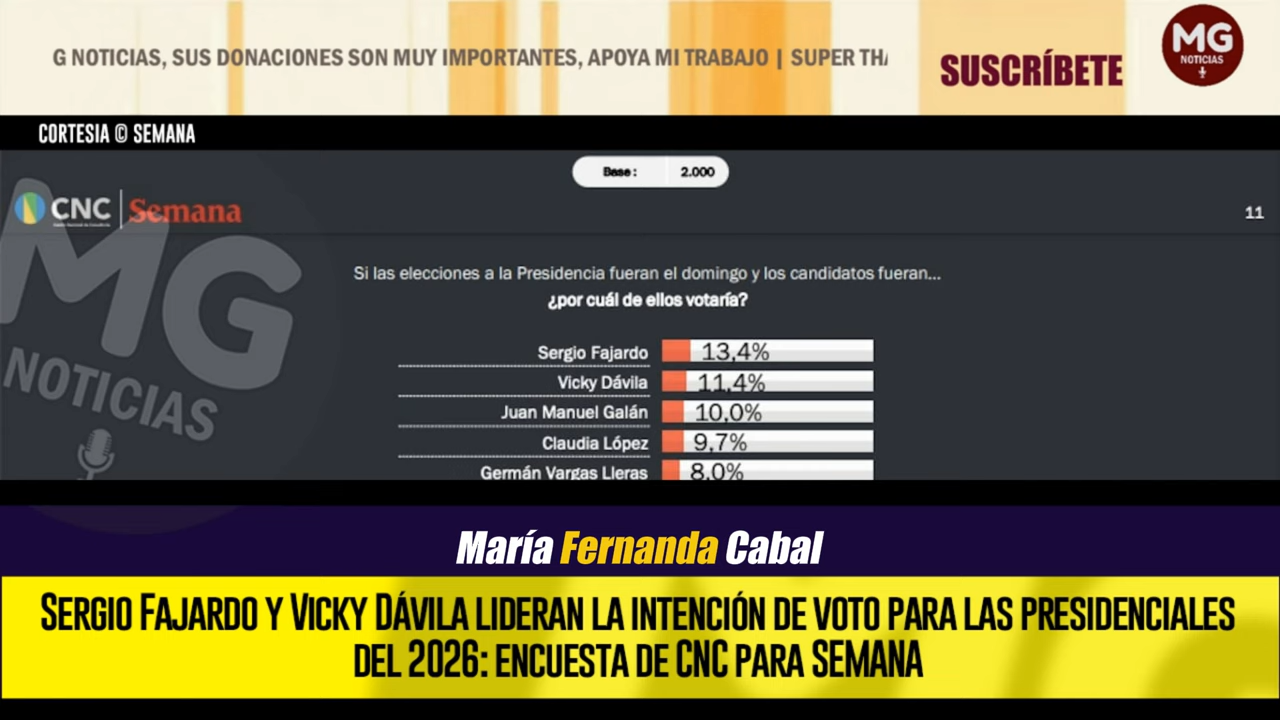 G NOTICIAS, SUS DONACIONES SON MUY IMPORTANTES, APOYA MI TRABAJO | SUPER THA
SUSCRÍBETE
MG
NOTICIAS
CORTESIA © SEMANA
Base: 2.000
CNC Semana
11
MG
NOTICIAS
Si las elecciones a la Presidencia fueran el domingo y los candidatos fueran...
¿por cuál de ellos votaría?
Sergio Fajardo 13,4%
Vicky Dávila 11,4%
Juan Manuel Galán 10,0%
Claudia López 9,7%
Germán Vargas Lleras 8,0%
María Fernanda Cabal
SERGIO FAJARDO Y VICKY DÁVILA LIDERAN LA INTENCIÓN DE VOTO PARA LAS PRESIDENCIALES
DEL 2026: ENCUESTA DE CNC PARA SEMANA